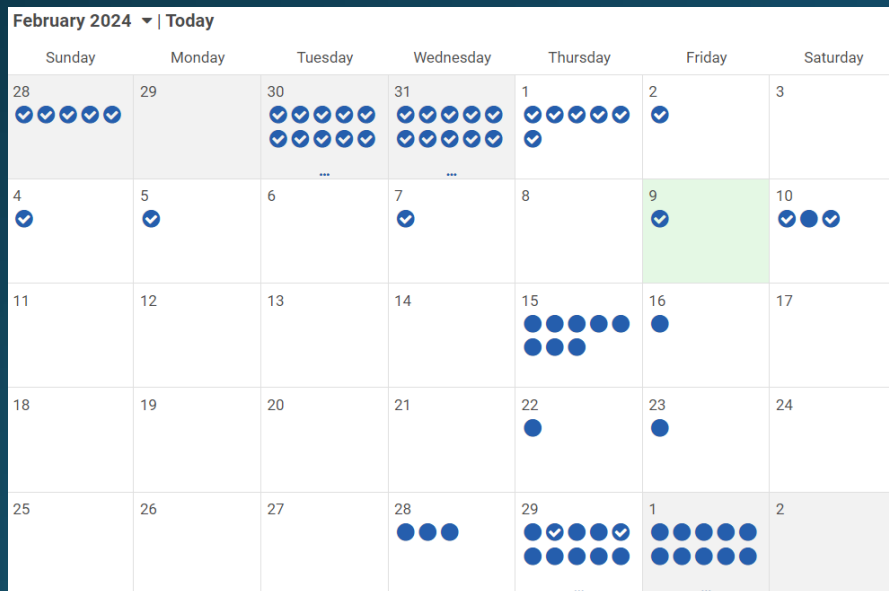 February 2024 | Today
Sunday Monday Tuesday Wednesday Thursday Friday Saturday
28 29 30 31 1 2 3
... ...
4 5 6 7 8 9 10
11 12 13 14 15 16 17
18 19 20 21 22 23 24
25 26 27 28 29 1 2
... ...